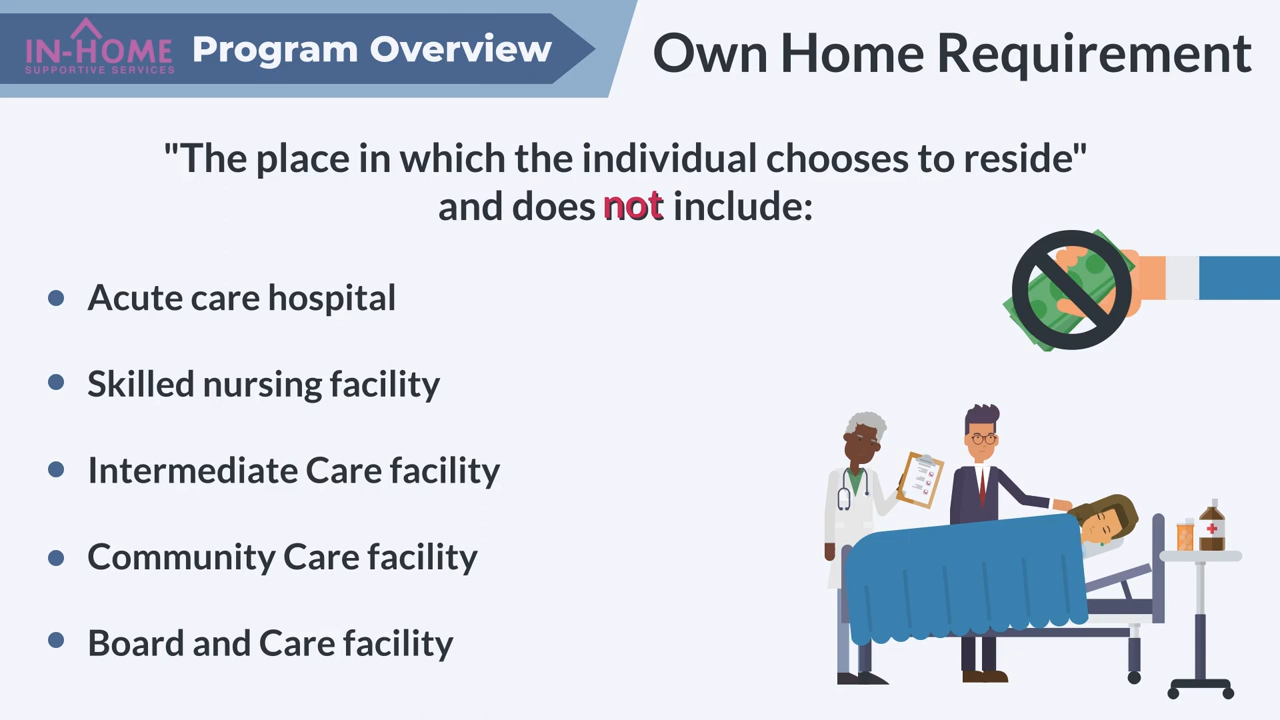 IN-HOME
SUPPORTIVE SERVICES
Program Overview
Own Home Requirement
"The place in which the individual chooses to reside"
and does not include:
Acute care hospital
Skilled nursing facility
Intermediate Care facility
Community Care facility
Board and Care facility